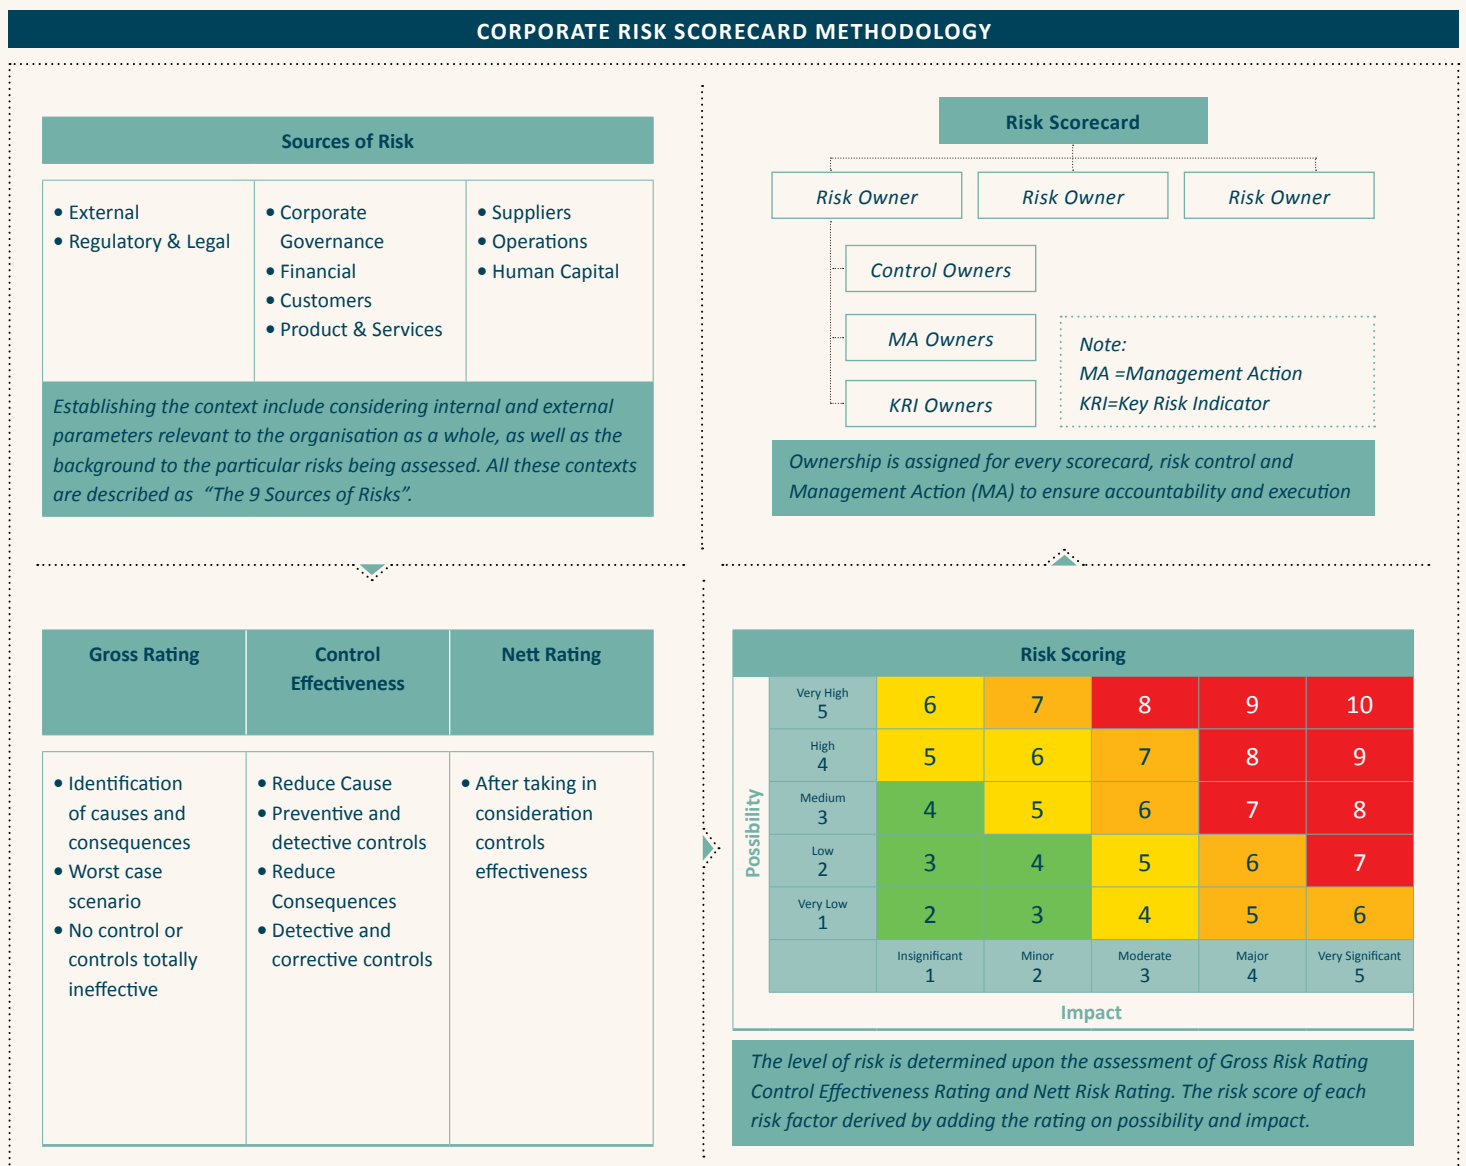 CORPORATE RISK SCORECARD METHODOLOGY
Sources of Risk
• External
• Regulatory & Legal
• Corporate
Governance
• Financial
• Customers
• Product & Services
• Suppliers
• Operations
• Human Capital
Establishing the context include considering internal and external
parameters relevant to the organisation as a whole, as well as the
background to the particular risks being assessed. All these contexts
are described as “The 9 Sources of Risks”.
Gross Rating
Control
Effectiveness
Nett Rating
• Identification
of causes and
consequences
• Worst case
scenario
• No control or
controls totally
ineffective
• Reduce Cause
• Preventive and
detective controls
• Reduce
Consequences
• Detective and
corrective controls
• After taking in
consideration
controls
effectiveness
Risk Scoring
Possibility
Very High
5
6 7 8 9 10
High
4
5 6 7 8 9
Medium
3
4 5 6 7 8
Low
2
3 4 5 6 7
Very Low
1
2 3 4 5 6
Insignificant
1
Minor
2
Moderate
3
Major
4
Very Significant
5
Impact
The level of risk is determined upon the assessment of Gross Risk Rating
Control Effectiveness Rating and Nett Risk Rating. The risk score of each
risk factor derived by adding the rating on possibility and impact.
Risk Scorecard
Risk Owner
Risk Owner
Risk Owner
Control Owners
MA Owners
KRI Owners
Note:
MA =Management Action
KRI=Key Risk Indicator
Ownership is assigned for every scorecard, risk control and
Management Action (MA) to ensure accountability and execution